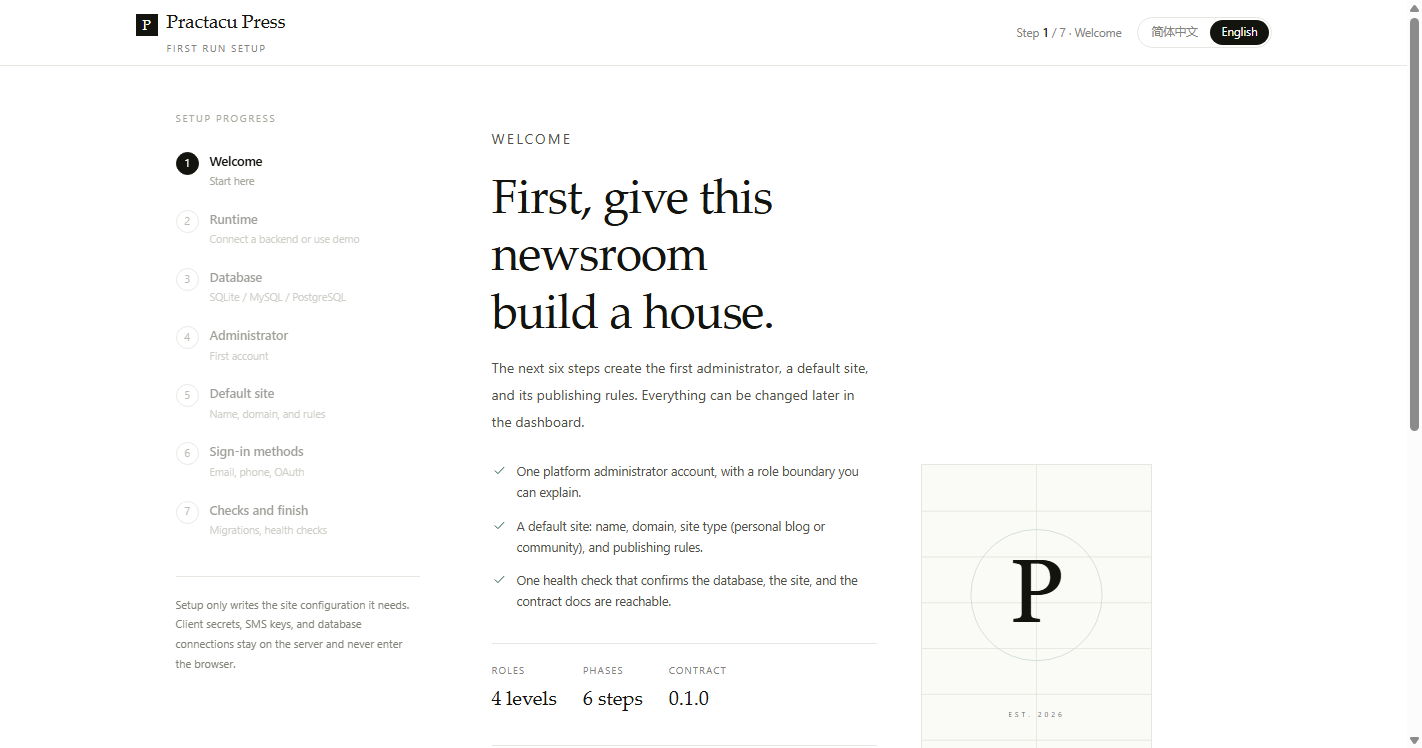 P
Practacu Press
FIRST RUN SETUP
Step 1 / 7 · Welcome
简体中文
English
SETUP PROGRESS
1
Welcome
Start here
2
Runtime
Connect a backend or use demo
3
Database
SQLite / MySQL / PostgreSQL
4
Administrator
First account
5
Default site
Name, domain, and rules
6
Sign-in methods
Email, phone, OAuth
7
Checks and finish
Migrations, health checks
Setup only writes the site configuration it needs.
Client secrets, SMS keys, and database
connections stay on the server and never enter
the browser.
WELCOME
First, give this
newsroom
build a house.
The next six steps create the first administrator, a default site,
and its publishing rules. Everything can be changed later in
the dashboard.
One platform administrator account, with a role boundary you
can explain.
A default site: name, domain, site type (personal blog or
community), and publishing rules.
One health check that confirms the database, the site, and the
contract docs are reachable.
ROLES
4 levels
PHASES
6 steps
CONTRACT
0.1.0
P
EST. 2026